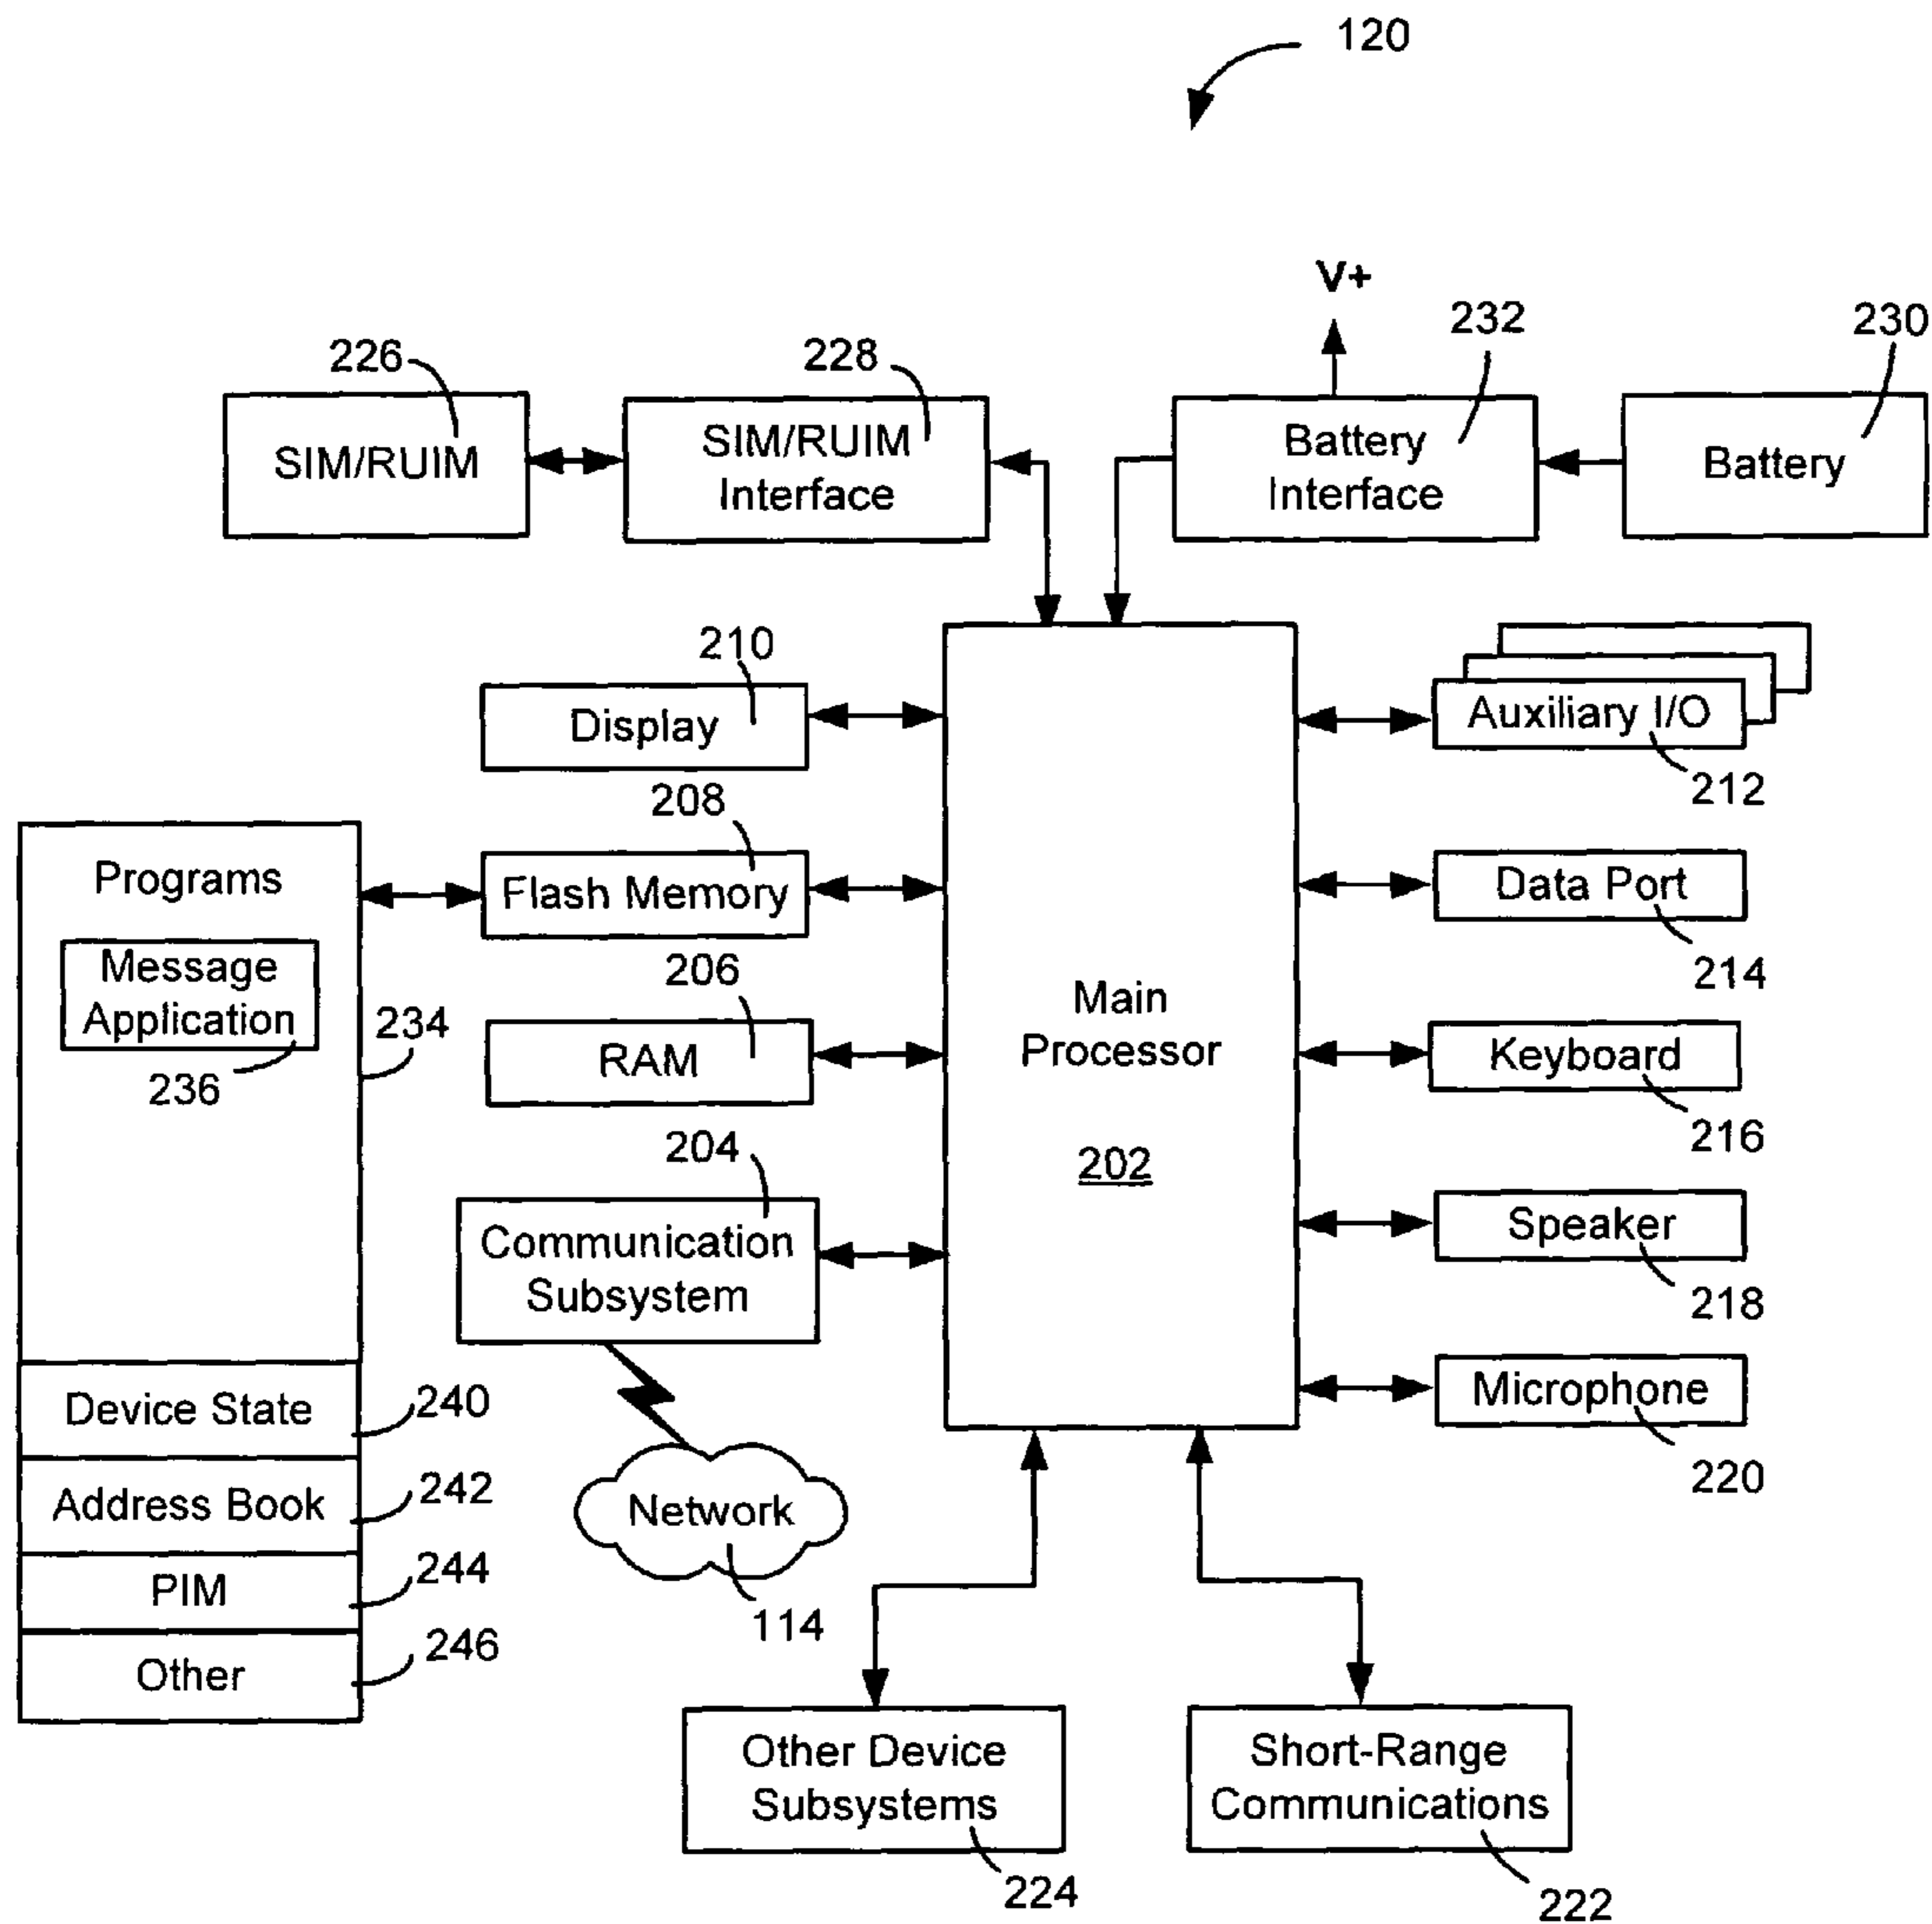 120
V+
232
230
226
228
SIM/RUIM
SIM/RUIM
Interface
Battery
Interface
Battery
210
Display
Auxiliary I/O
212
208
Programs
Flash Memory
Data Port
214
Message
Application
236
234
206
RAM
Main
Processor
202
Keyboard
216
204
Communication
Subsystem
Speaker
218
Device State
240
Microphone
220
Address Book
242
Network
114
PIM
244
Other
246
Other Device
Subsystems
224
Short-Range
Communications
222